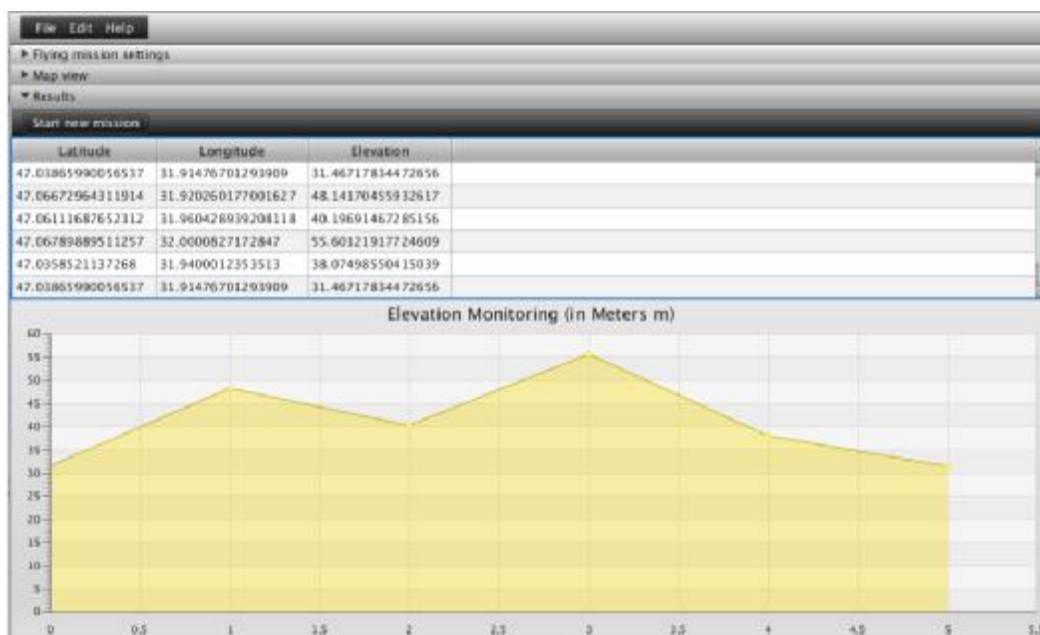 File Edit Help
Flying mission settings
Map view
Results
Start new mission
Latitude Longitude Elevation
47.03865990056537 31.91476701293909 31.46717834472656
47.06672964311914 31.920260177001627 48.14170455932617
47.06111687652312 31.960428939208118 40.19691467285156
47.06789889511257 32.0000827172847 55.60121917724609
47.0358521137268 31.9400012353513 38.07498550415039
47.03865990056537 31.91476701293909 31.46717834472656
Elevation Monitoring (in Meters m)
60
55
50
45
40
35
30
25
20
15
10
5
0
0 0.5 1 1.5 2 2.5 3 3.5 4 4.5 5 5.5